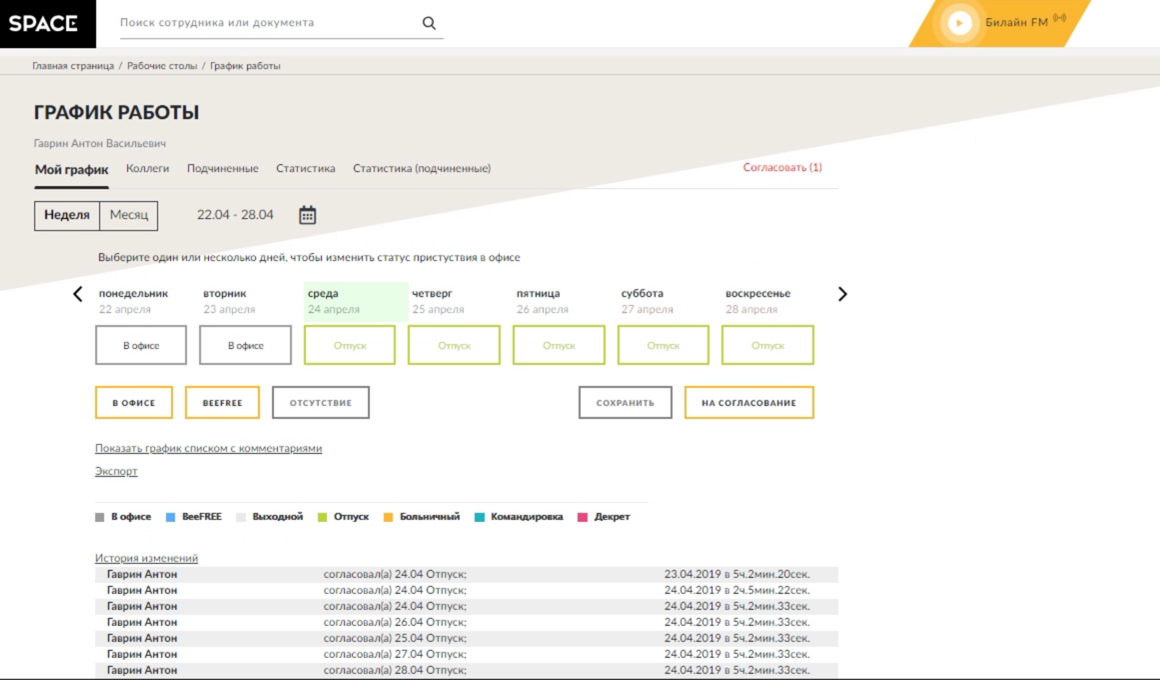 SPACE Поиск сотрудника или документа Билайн FM
Главная страница / Рабочие столы / График работы
ГРАФИК РАБОТЫ
Гаврин Антон Васильевич
Мой график Коллеги Подчиненные Статистика Статистика (подчиненные) Согласовать (1)
Неделя Месяц 22.04 - 28.04
Выберите один или несколько дней, чтобы изменить статус пристуствия в офисе
понедельник вторник среда четверг пятница суббота воскресенье
22 апреля 23 апреля 24 апреля 25 апреля 26 апреля 27 апреля 28 апреля
В офисе В офисе Отпуск Отпуск Отпуск Отпуск Отпуск
В ОФИСЕ BEEFREE ОТСУТСТВИЕ СОХРАНИТЬ НА СОГЛАСОВАНИЕ
Показать график списком с комментариями
Экспорт
В офисе BeeFREE Выходной Отпуск Больничный Командировка Декрет
История изменений
Гаврин Антон согласовал(а) 24.04 Отпуск; 23.04.2019 в 5ч.2мин.20сек.
Гаврин Антон согласовал(а) 24.04 Отпуск; 24.04.2019 в 2ч.5мин.22сек.
Гаврин Антон согласовал(а) 24.04 Отпуск; 24.04.2019 в 5ч.2мин.33сек.
Гаврин Антон согласовал(а) 26.04 Отпуск; 24.04.2019 в 5ч.2мин.33сек.
Гаврин Антон согласовал(а) 25.04 Отпуск; 24.04.2019 в 5ч.2мин.33сек.
Гаврин Антон согласовал(а) 27.04 Отпуск; 24.04.2019 в 5ч.2мин.33сек.
Гаврин Антон согласовал(а) 28.04 Отпуск; 24.04.2019 в 5ч.2мин.33сек.